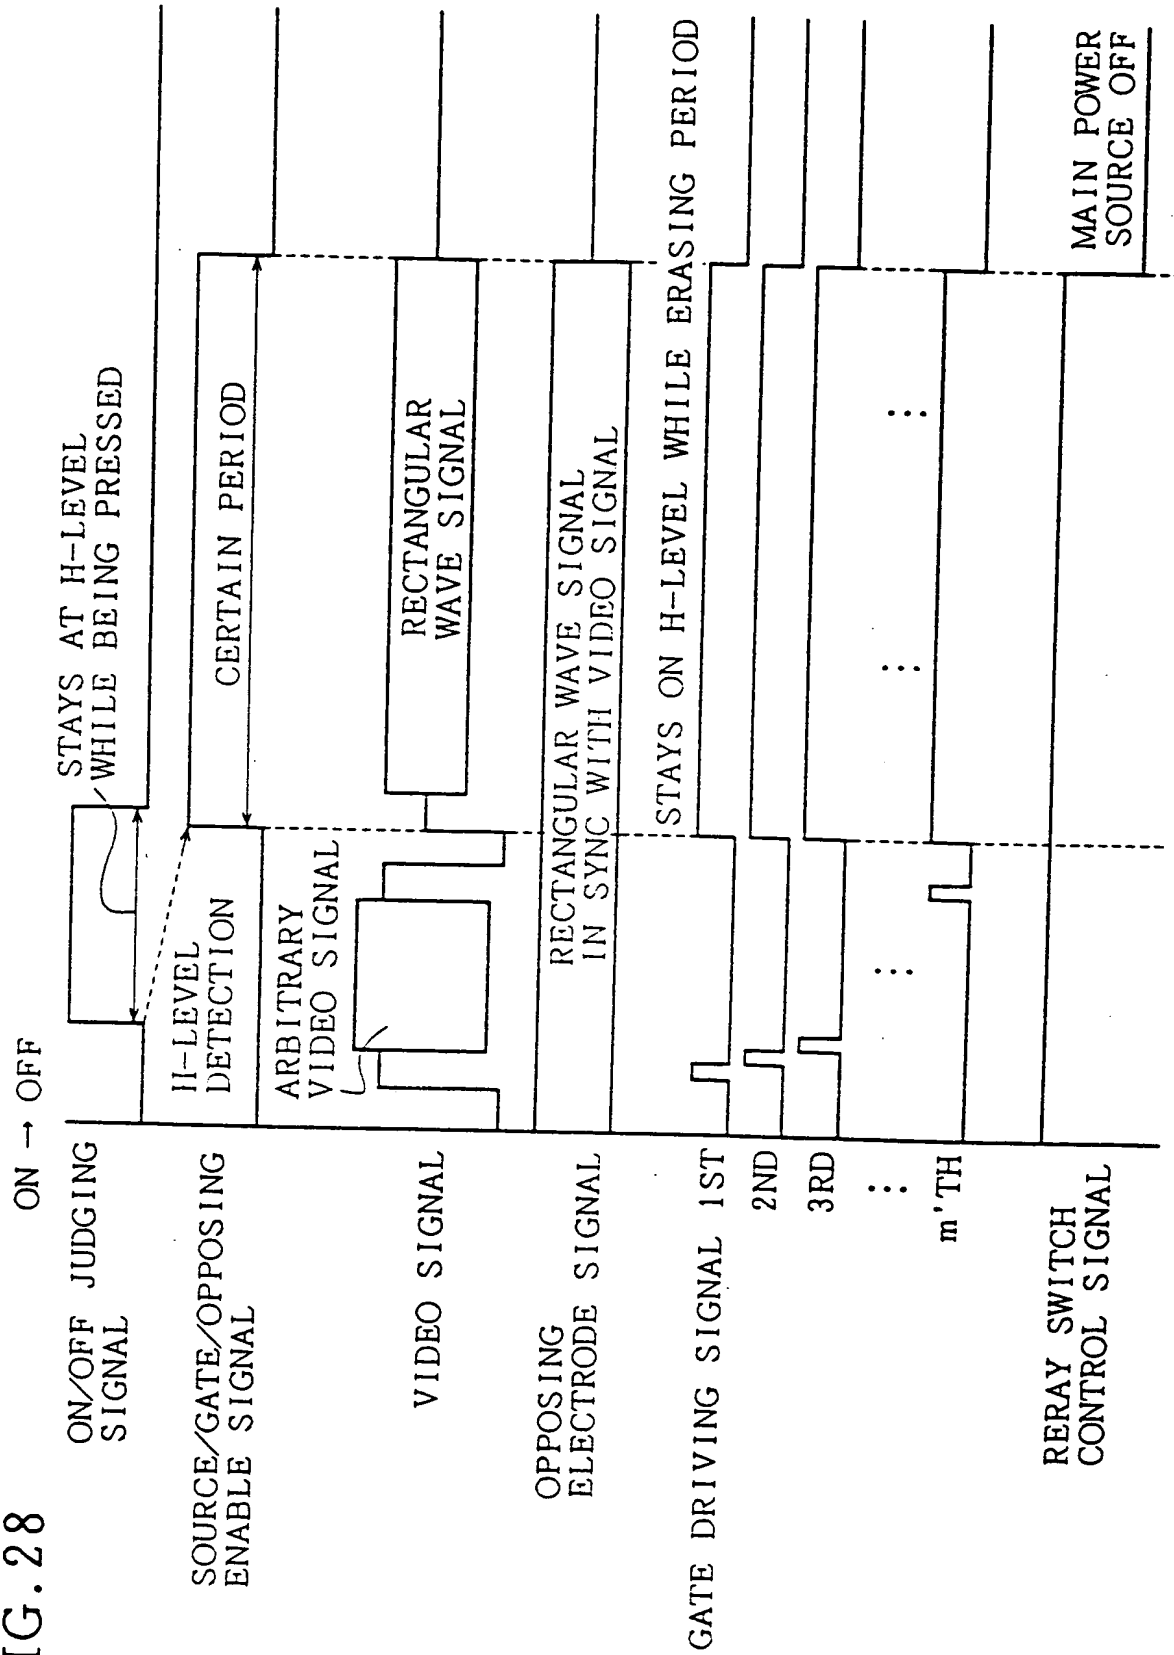 IG.28
ON → OFF
ON/OFF JUDGING
SIGNAL
STAYS AT H-LEVEL
WHILE BEING PRESSED
SOURCE/GATE/OPPOSING
ENABLE SIGNAL
H-LEVEL
DETECTION
CERTAIN PERIOD
VIDEO SIGNAL
ARBITRARY
VIDEO SIGNAL
RECTANGULAR
WAVE SIGNAL
OPPOSING
ELECTRODE SIGNAL
RECTANGULAR WAVE SIGNAL
IN SYNC WITH VIDEO SIGNAL
STAYS ON H-LEVEL WHILE ERASING PERIOD
GATE DRIVING SIGNAL 1ST
2ND
3RD
m'TH
RERAY SWITCH
CONTROL SIGNAL
MAIN POWER
SOURCE OFF